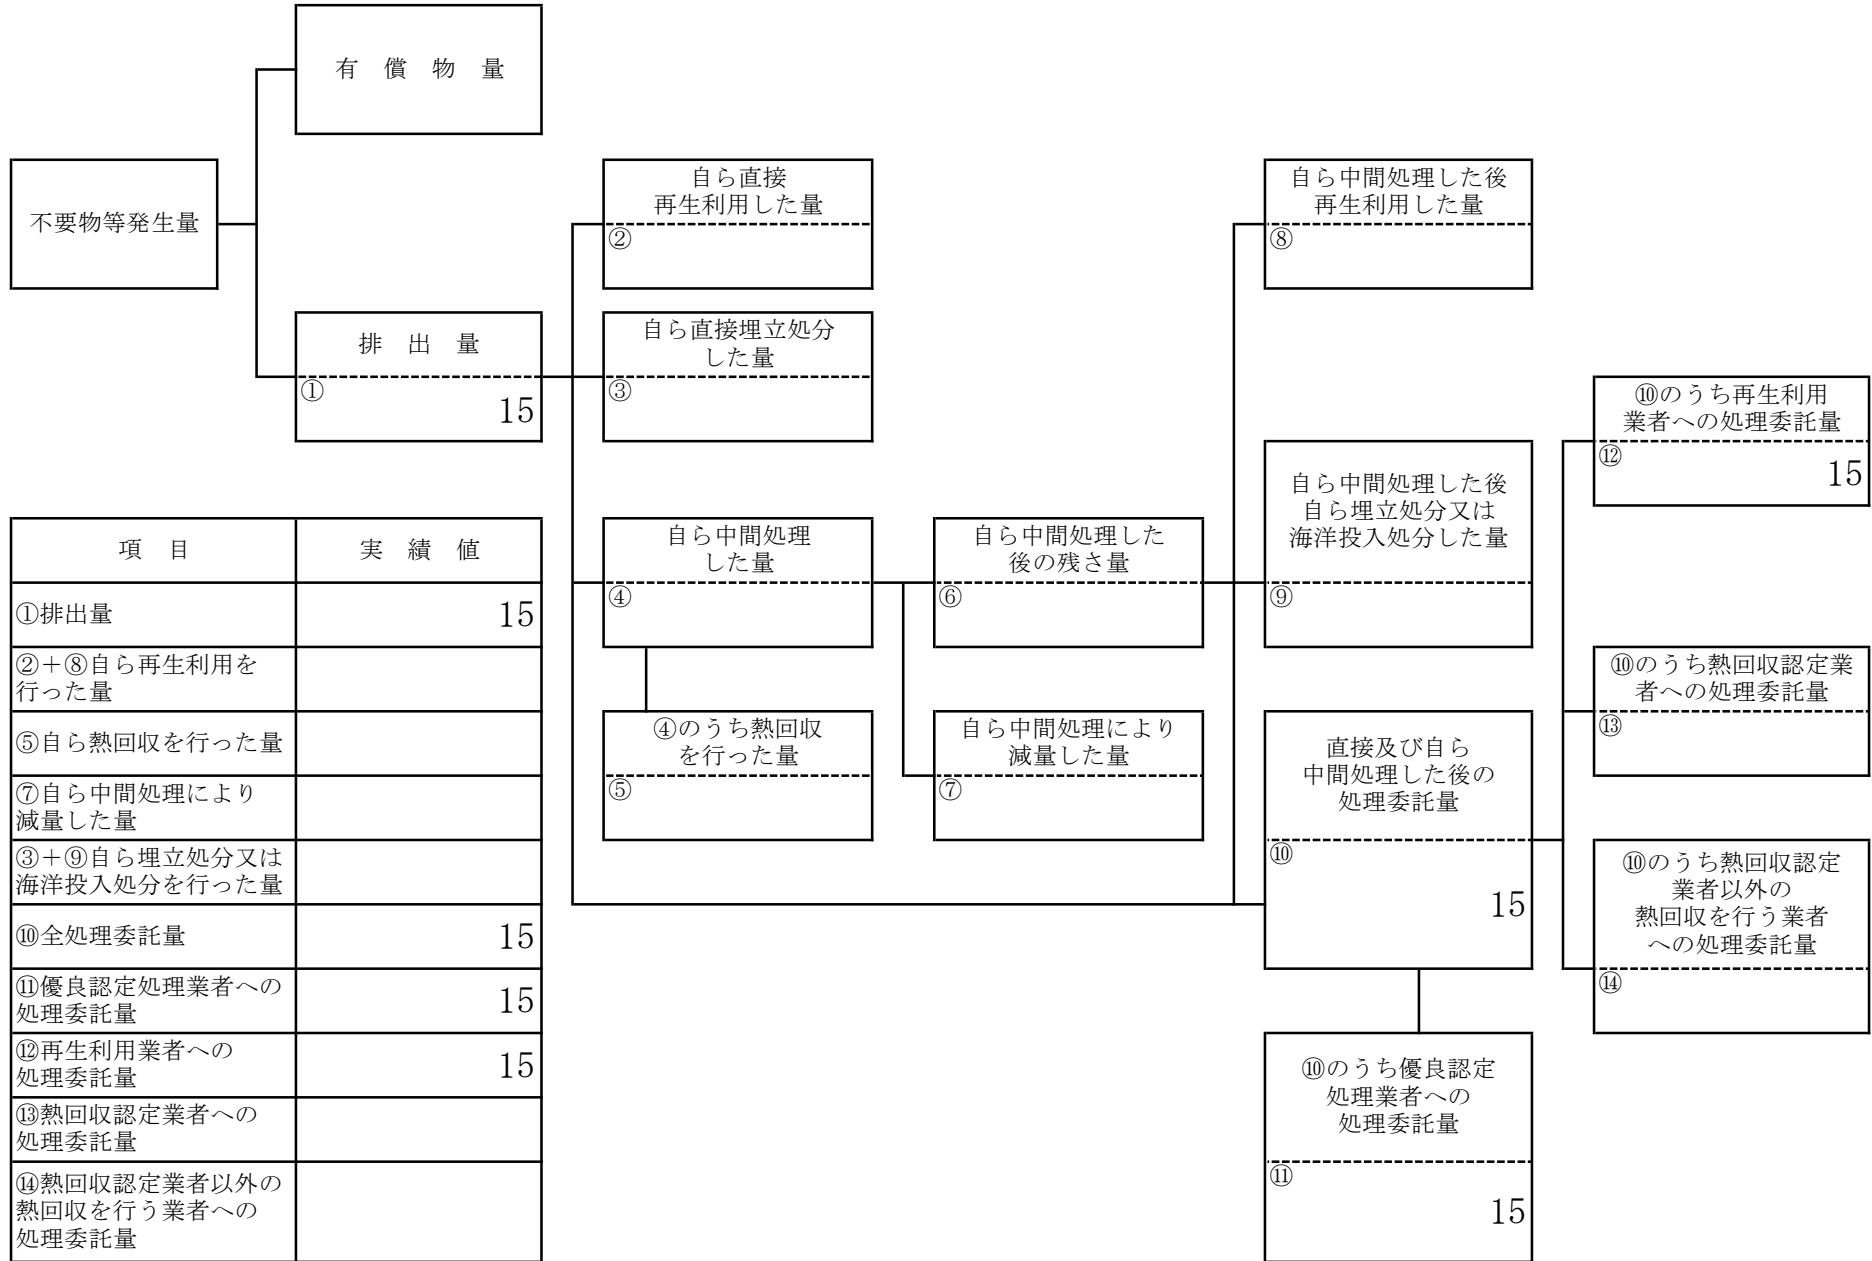 有 償 物 量
不要物等発生量
排 出 量
①
15
自ら直接
再生利用した量
②
自ら直接埋立処分
した量
③
自ら中間処理
した量
④
④のうち熱回収
を行った量
⑤
自ら中間処理した
後の残さ量
⑥
自ら中間処理により
減量した量
⑦
自ら中間処理した後
再生利用した量
⑧
自ら中間処理した後
自ら埋立処分又は
海洋投入処分した量
⑨
直接及び自ら
中間処理した後の
処理委託量
⑩
15
⑩のうち優良認定
処理業者への
処理委託量
⑪
15
⑩のうち再生利用
業者への処理委託量
⑫
15
⑩のうち熱回収認定業
者への処理委託量
⑬
⑩のうち熱回収認定
業者以外の
熱回収を行う業者
への処理委託量
⑭
項 目 実 績 値
①排出量 15
②＋⑧自ら再生利用を
行った量
⑤自ら熱回収を行った量
⑦自ら中間処理により
減量した量
③＋⑨自ら埋立処分又は
海洋投入処分を行った量
⑩全処理委託量 15
⑪優良認定処理業者への
処理委託量 15
⑫再生利用業者への
処理委託量 15
⑬熱回収認定業者への
処理委託量
⑭熱回収認定業者以外の
熱回収を行う業者への
処理委託量